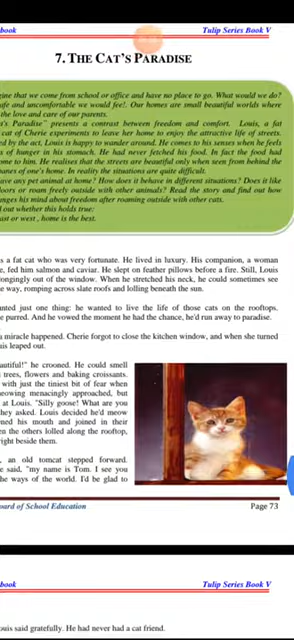 book Tulip Series Book V
7. THE CAT'S PARADISE
gine that we come from school or office and have no place to go. What would we do?
afe and uncomfortable we would fee!. Our homes are small beautiful worlds where
the love and care of our parents.
's Paradise" presents a contrast between freedom and comfort. Louis, a fat
cat of Cherie experiments to leave her home to enjoy the attractive life of streets.
ed by the act, Louis is happy to wander around. He comes to his senses when he feels
s of hunger in his stomach. He had never fetched his food. In fact the food had
ome to him. He realises that the streets are beautiful only when seen from behind the
panes of one's home. In reality the situations are quite difficult.
ave any pet animal at home? How does it behave in different situations? Does it like
doors or roam freely outside with other animals? Read the story and find out how
anges his mind about freedom after roaming outside with other cats.
d out whether this holds true:
ast or west , home is the best.
s a fat cat who was very fortunate. He lived in luxury. His companion, a woman
e, fed him salmon and caviar. He slept on feather pillows before a fire. Still, Louis
longingly out of the window. When he stretched his neck, he could sometimes see
e way, romping across slate roofs and lolling beneath the sun.
anted just one thing: he wanted to live the life of those cats on the rooftops,
e purred. And he vowed the moment he had the chance, he'd run away to paradise.
a miracle happened. Cherie forgot to close the kitchen window, and when she turned
uis leaped out.
eautiful!" he crooned. He could smell
trees, flowers and baking croissants.
with just the tiniest bit of fear when
eowing menacingly approached, but
at Louis. "Silly goose! What are you
hey asked. Louis decided he'd meow
ned his mouth and joined in their
en the others lolled along the rooftop,
right beside them.
, an old tomcat stepped forward.
e said, "my name is Tom. I see you
he ways of the world. I'd be glad to
oard of School Education Page 73
book Tulip Series Book V
ouis said gratefully. He had never had a cat friend.